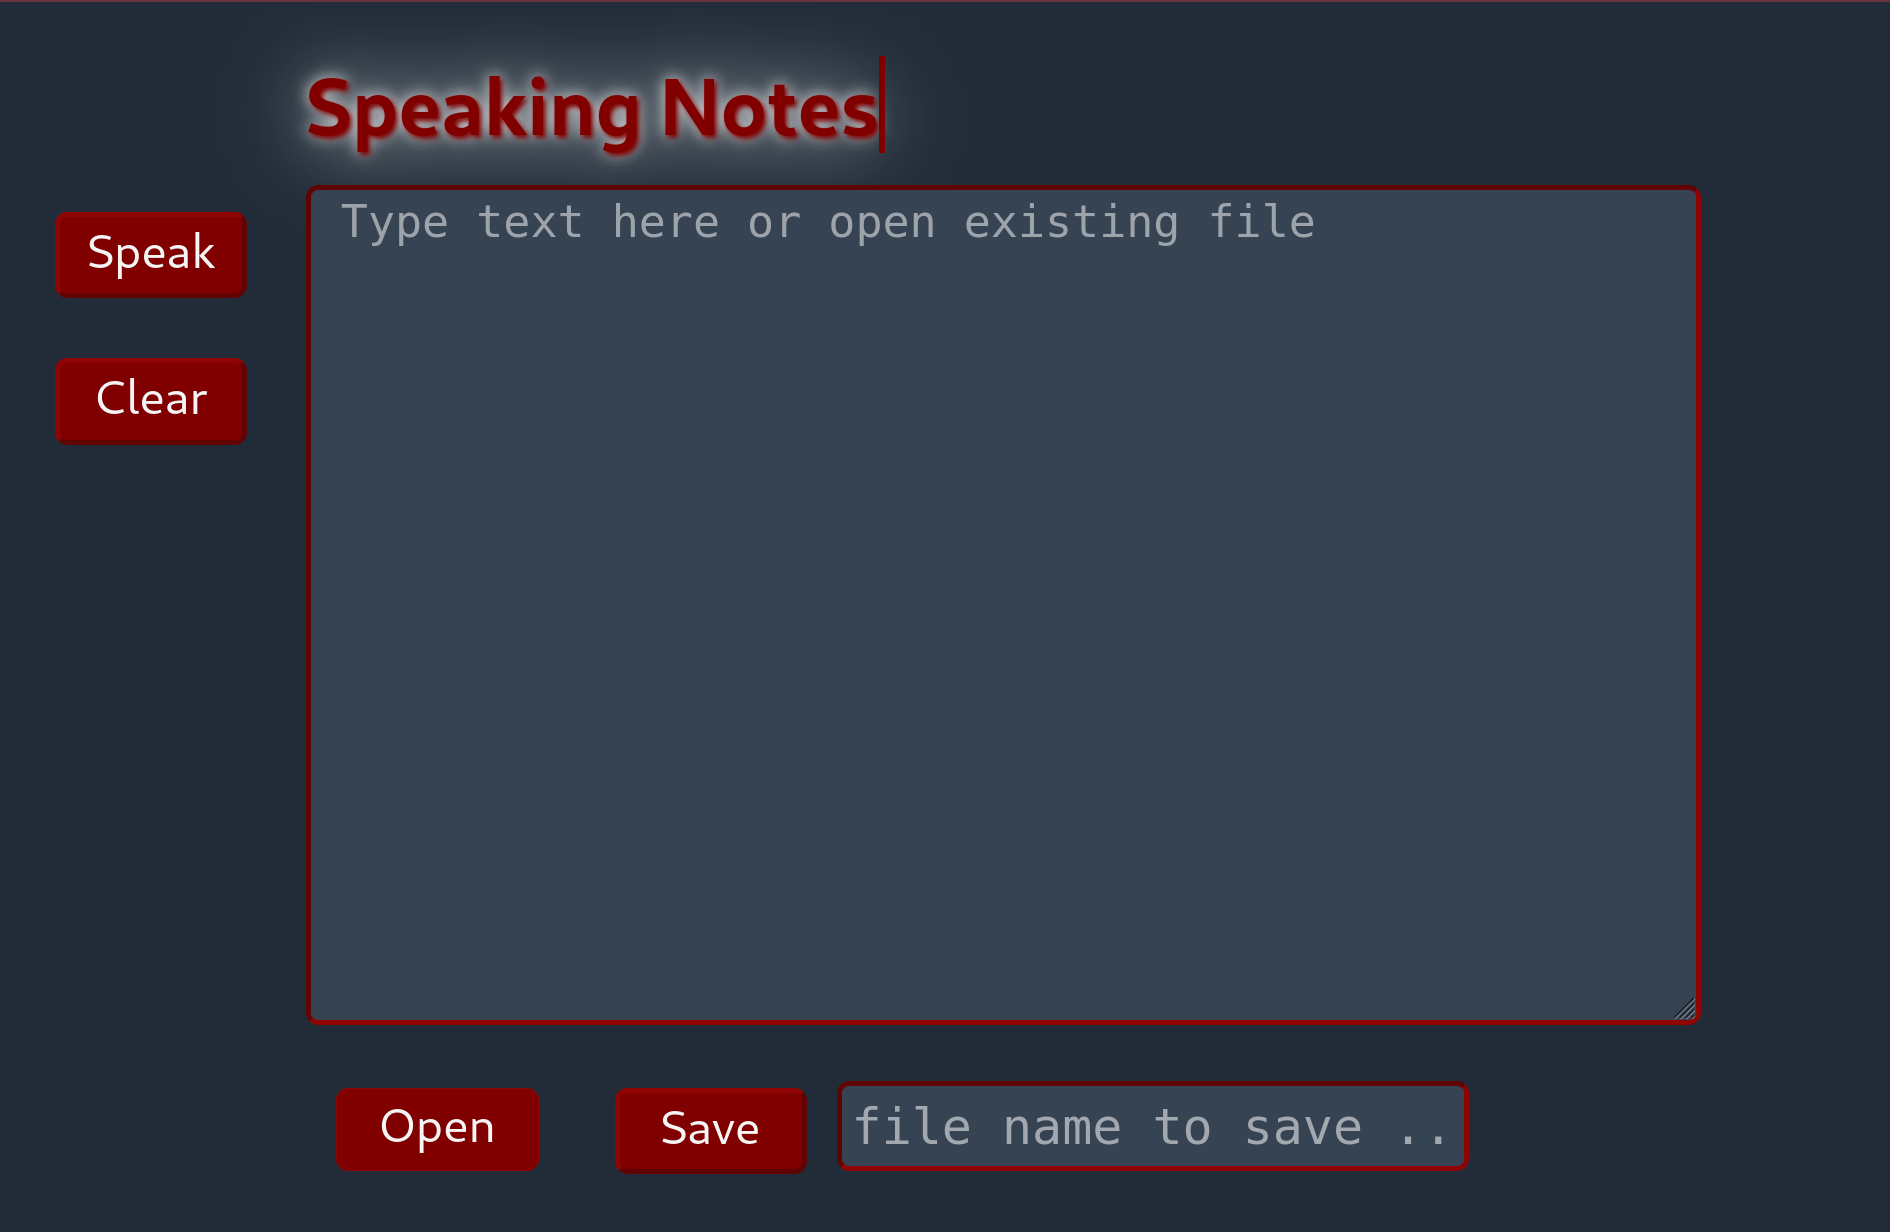 Speaking Notes
Speak
Type text here or open existing file
Clear
Open
Save
file name to save ..